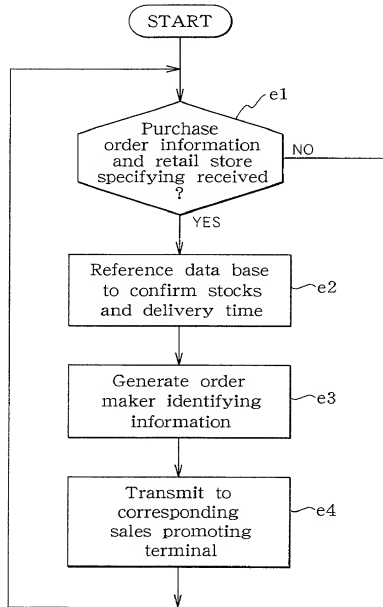 START
e1
Purchase
order information
and retail store
specifying received
?
NO
YES
Reference data base
to confirm stocks
and delivery time
e2
Generate order
maker identifying
information
e3
Transmit to
corresponding
sales promoting
terminal
e4